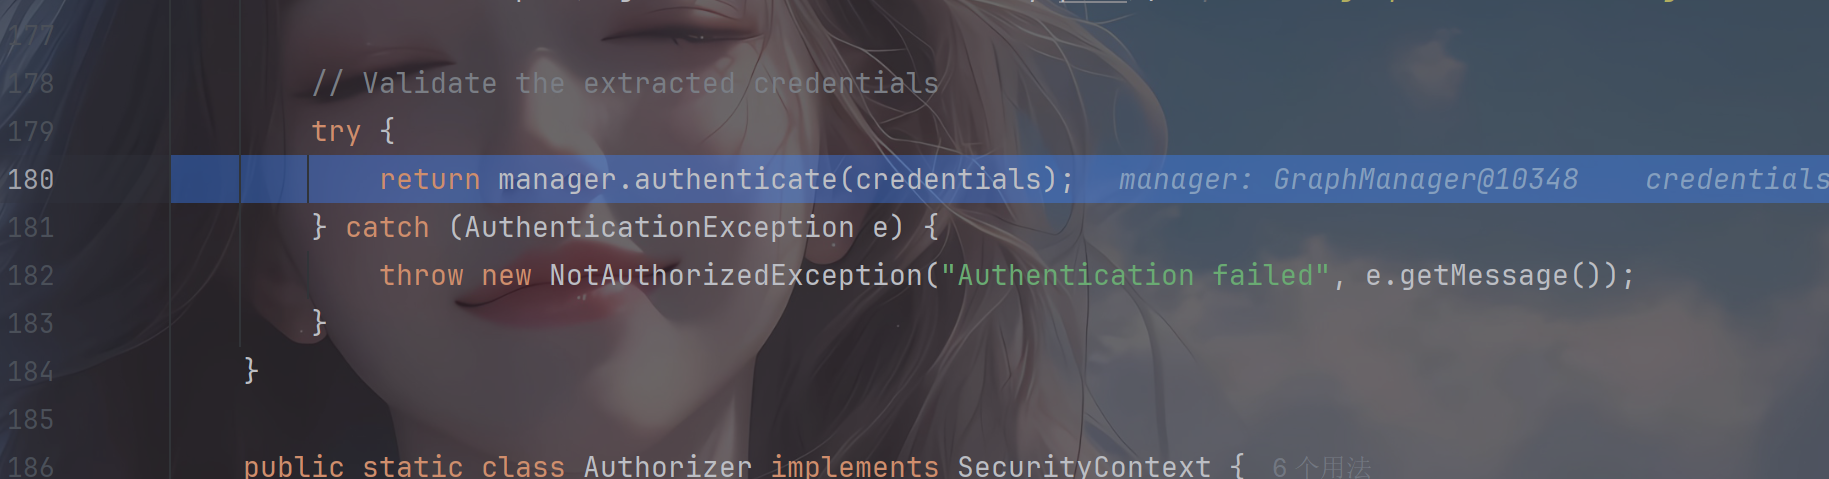 177
178 // Validate the extracted credentials
179 try {
180 return manager.authenticate(credentials); manager: GraphManager@10348 credentials
181 } catch (AuthenticationException e) {
182 throw new NotAuthorizedException("Authentication failed", e.getMessage());
183 }
184 }
185
186 public static class Authorizer implements SecurityContext { 6个用法